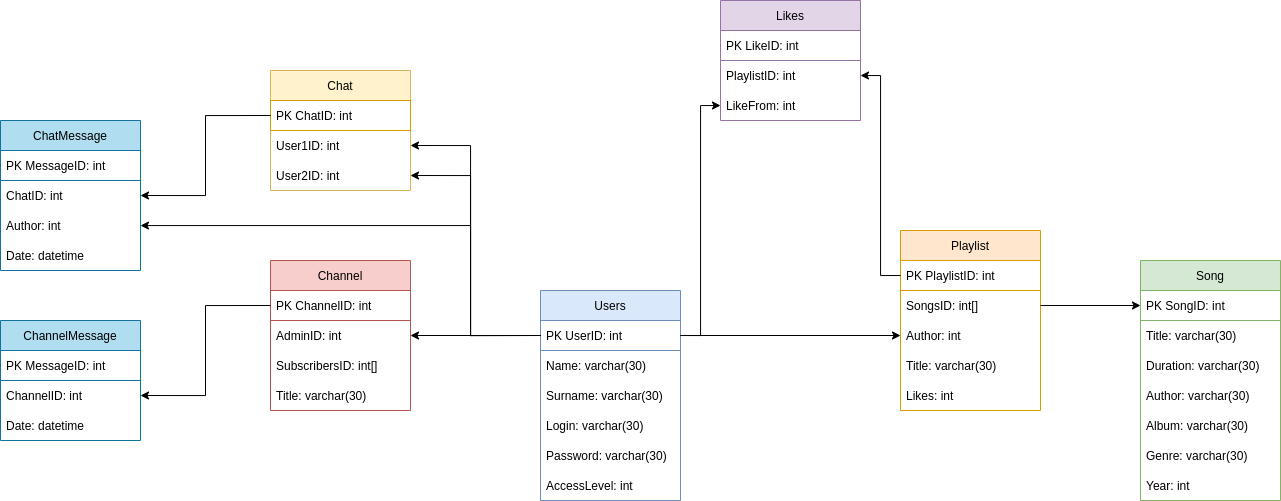 Likes
PK LikeID: int
PlaylistID: int
LikeFrom: int
Chat
PK ChatID: int
User1ID: int
User2ID: int
ChatMessage
PK MessageID: int
ChatID: int
Author: int
Date: datetime
Channel
PK ChannelID: int
AdminID: int
SubscribersID: int[]
Title: varchar(30)
ChannelMessage
PK MessageID: int
ChannelID: int
Date: datetime
Users
PK UserID: int
Name: varchar(30)
Surname: varchar(30)
Login: varchar(30)
Password: varchar(30)
AccessLevel: int
Playlist
PK PlaylistID: int
SongsID: int[]
Author: int
Title: varchar(30)
Likes: int
Song
PK SongID: int
Title: varchar(30)
Duration: varchar(30)
Author: varchar(30)
Album: varchar(30)
Genre: varchar(30)
Year: int